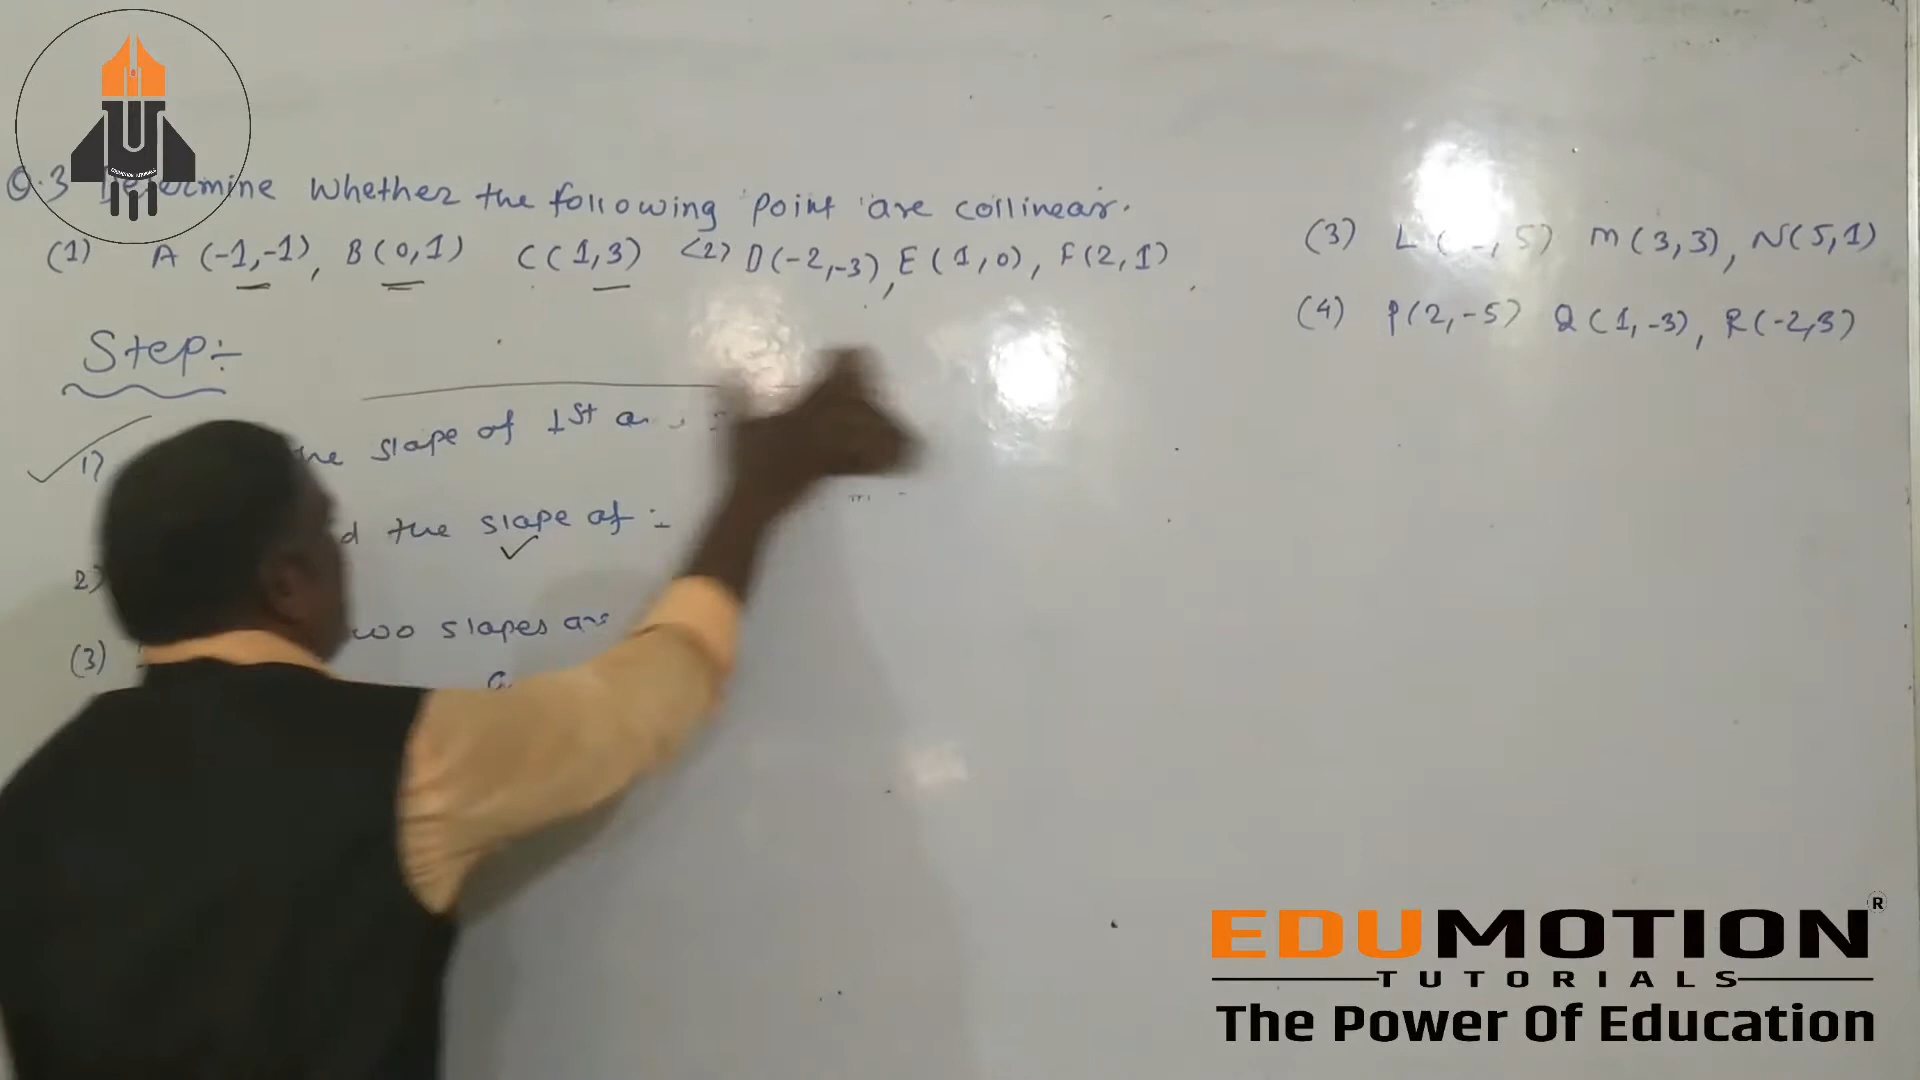 Q.3 Determine whether the following point are collinear.
(1) A (-1,-1), B (0,1) C (1,3) (2) D(-2,-3), E (1,0), F(2,1)
(3) L ( 5) M (3,3), N(5,1)
(4) P(2,-5) Q (1,-3), R(-2,3)
Step:-
1) the slope of 1st
2) the slope of :-
(3) two slopes are
EDUMOTION®
TUTORIALS
The Power Of Education